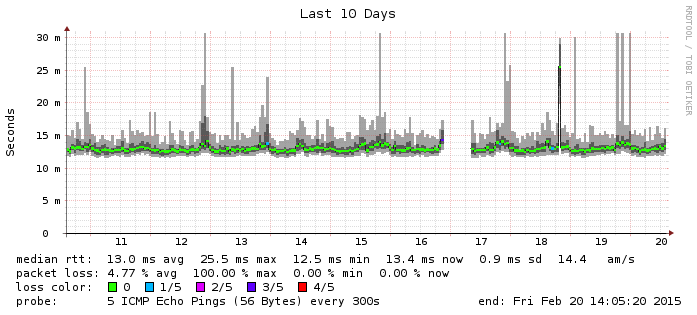 Last 10 Days
RRDTOOL / TOBI OETIKER
Seconds
30 m
25 m
20 m
15 m
10 m
5 m
0
11 12 13 14 15 16 17 18 19 20
median rtt: 13.0 ms avg 25.5 ms max 12.5 ms min 13.4 ms now 0.9 ms sd 14.4 am/s
packet loss: 4.77 % avg 100.00 % max 0.00 % min 0.00 % now
loss color: 0 1/5 2/5 3/5 4/5
probe: 5 ICMP Echo Pings (56 Bytes) every 300s end: Fri Feb 20 14:05:20 2015